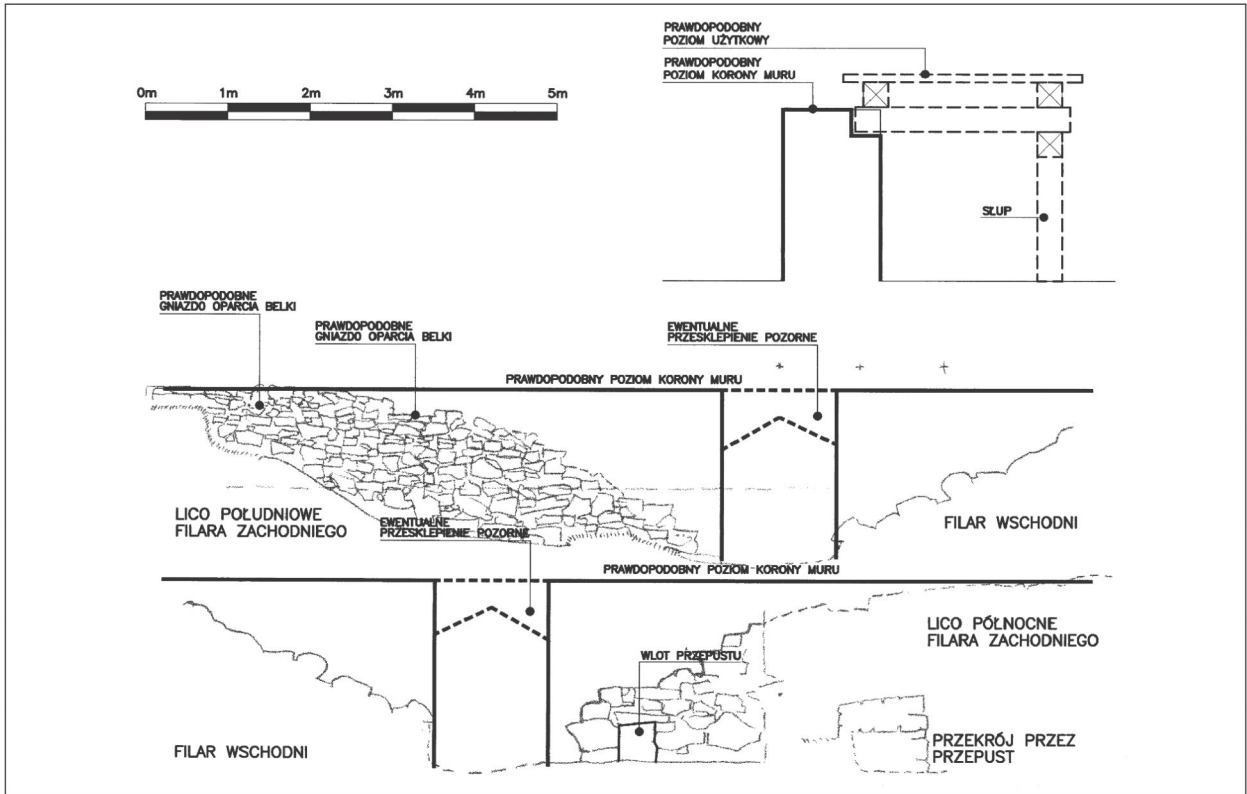 PRAWDOPODOBNY
POZIOM UŻYTKOWY
PRAWDOPODOBNY
POZIOM KORONY MURU
0m 1m 2m 3m 4m 5m
SŁUP
PRAWDOPODOBNE
GNIAZDO OPARCIA BELKI
PRAWDOPODOBNE
GNIAZDO OPARCIA BELKI
EWENTUALNE
PRZESKLEPIENIE POZORNE
PRAWDOPODOBNY POZIOM KORONY MURU
LICO POŁUDNIOWE
FILARA ZACHODNIEGO
EWENTUALNE
PRZESKLEPIENIE POZORNE
FILAR WSCHODNI
PRAWDOPODOBNY POZIOM KORONY MURU
LICO PÓŁNOCNE
FILARA ZACHODNIEGO
WLOT PRZEPUSTU
FILAR WSCHODNI
PRZEKRÓJ PRZEZ
PRZEPUST